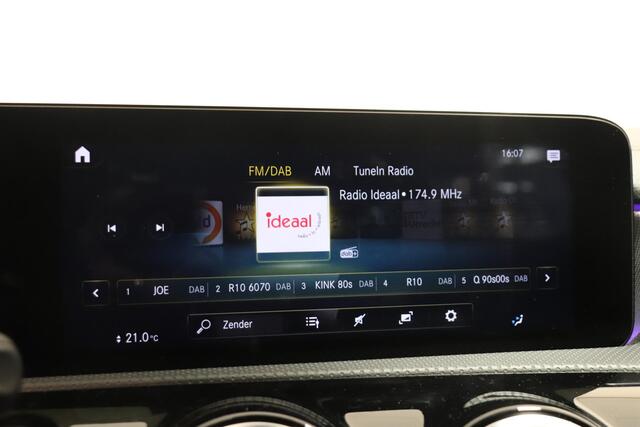 16:07
FM/DAB AM TuneIn Radio
Radio Ideaal • 174.9 MHz
ideaal
dab+
1 JOE DAB 2 R10 6070 DAB 3 KINK 80s DAB 4 R10 DAB 5 Q 90s00s DAB
Zender
21.0°C